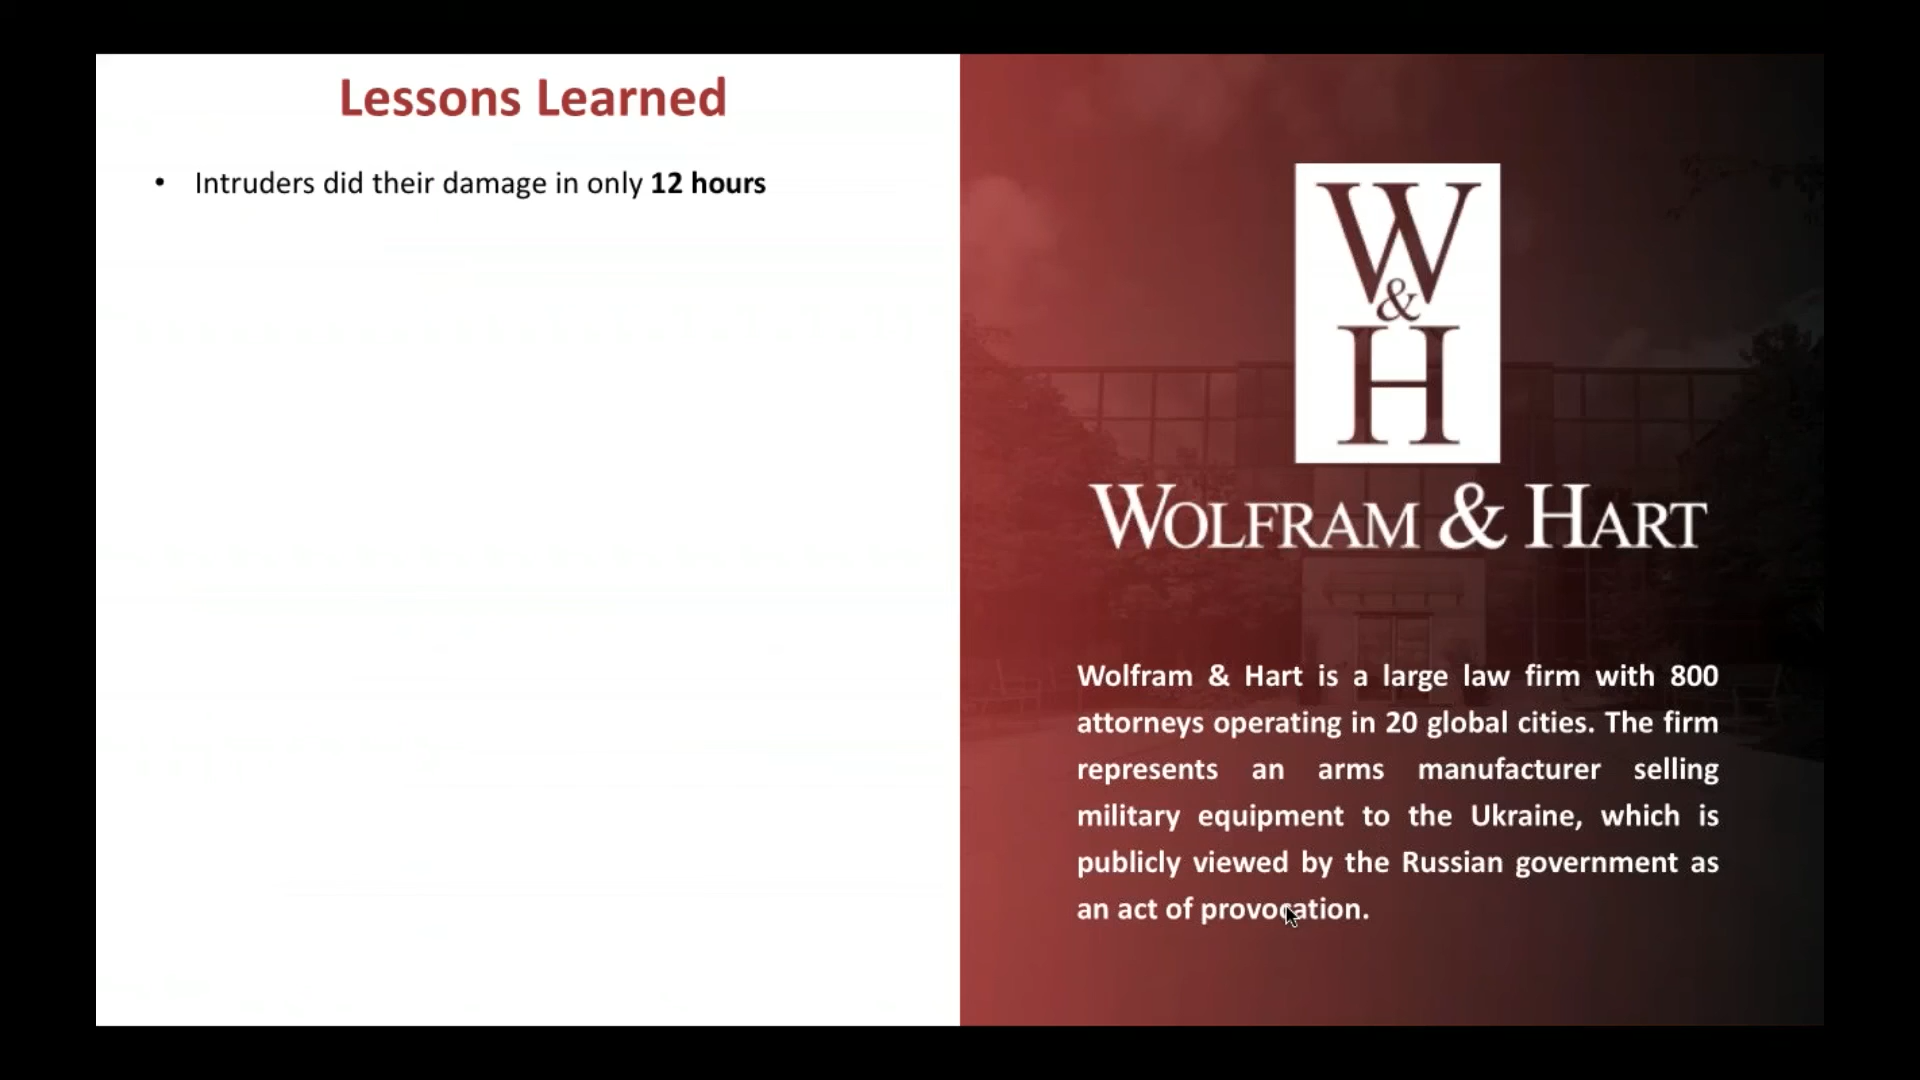 Lessons Learned
• Intruders did their damage in only 12 hours
W
&
H
WOLFRAM & HART
Wolfram & Hart is a large law firm with 800
attorneys operating in 20 global cities. The firm
represents an arms manufacturer selling
military equipment to the Ukraine, which is
publicly viewed by the Russian government as
an act of provocation.